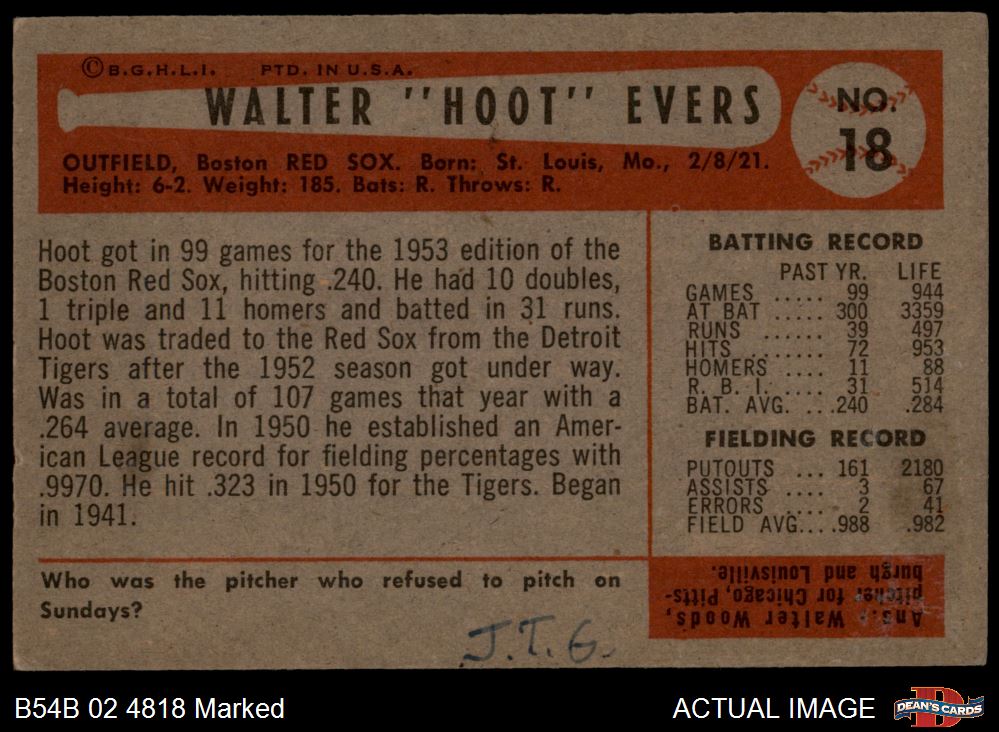 ©B.G.H.L.I. PTD. IN U.S.A.
WALTER "HOOT" EVERS
NO.
18
OUTFIELD, Boston RED SOX. Born: St. Louis, Mo., 2/8/21.
Height: 6-2. Weight: 185. Bats: R. Throws: R.
Hoot got in 99 games for the 1953 edition of the
Boston Red Sox, hitting .240. He had 10 doubles,
1 triple and 11 homers and batted in 31 runs.
Hoot was traded to the Red Sox from the Detroit
Tigers after the 1952 season got under way.
Was in a total of 107 games that year with a
.264 average. In 1950 he established an Amer-
ican League record for fielding percentages with
.9970. He hit .323 in 1950 for the Tigers. Began
in 1941.
BATTING RECORD
PAST YR. LIFE
GAMES ..... 99 944
AT BAT ..... 300 3359
RUNS ...... 39 497
HITS ....... 72 953
HOMERS .... 11 88
R. B. I. ...... 31 514
BAT. AVG. ...240 .284
FIELDING RECORD
PUTOUTS ... 161 2180
ASSISTS .... 3 67
ERRORS .... 2 41
FIELD AVG....988 .982
Who was the pitcher who refused to pitch on
Sundays?
Ans.: Walter Woods,
pitcher for Chicago, Pitts-
burgh and Louisville.
J.T.G.
B54B 02 4818 Marked
ACTUAL IMAGE
D
DEAN'S CARDS